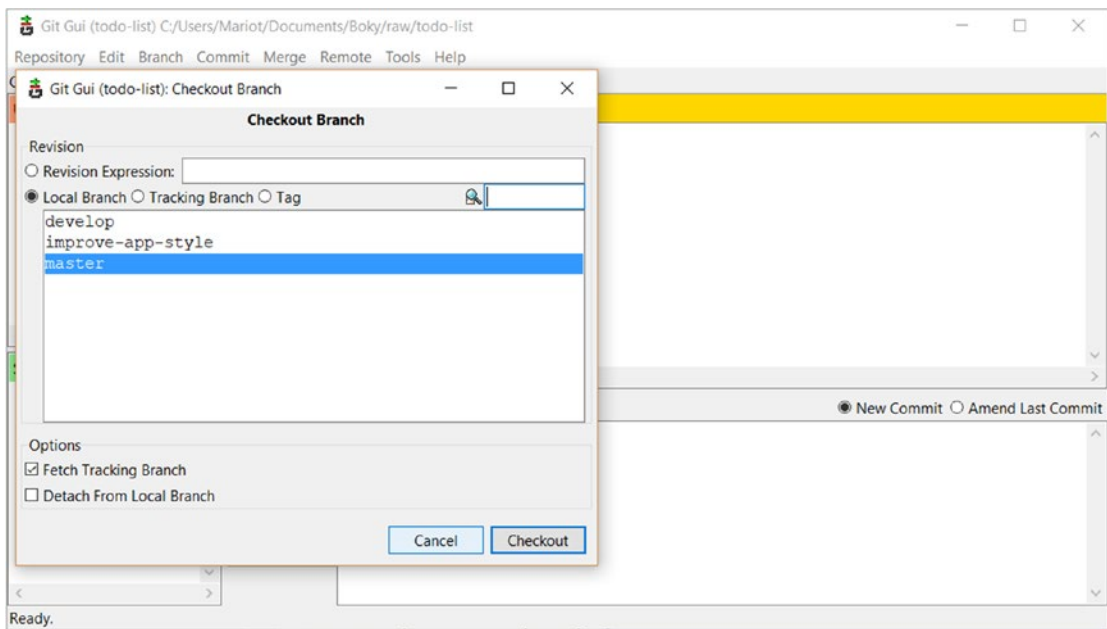 Git Gui (todo-list) C:/Users/Mariot/Documents/Boky/raw/todo-list
Repository Edit Branch Commit Merge Remote Tools Help
Git Gui (todo-list): Checkout Branch
Checkout Branch
Revision
Revision Expression:
Local Branch Tracking Branch Tag
develop
improve-app-style
master
New Commit Amend Last Commit
Options
Fetch Tracking Branch
Detach From Local Branch
Cancel Checkout
Ready.